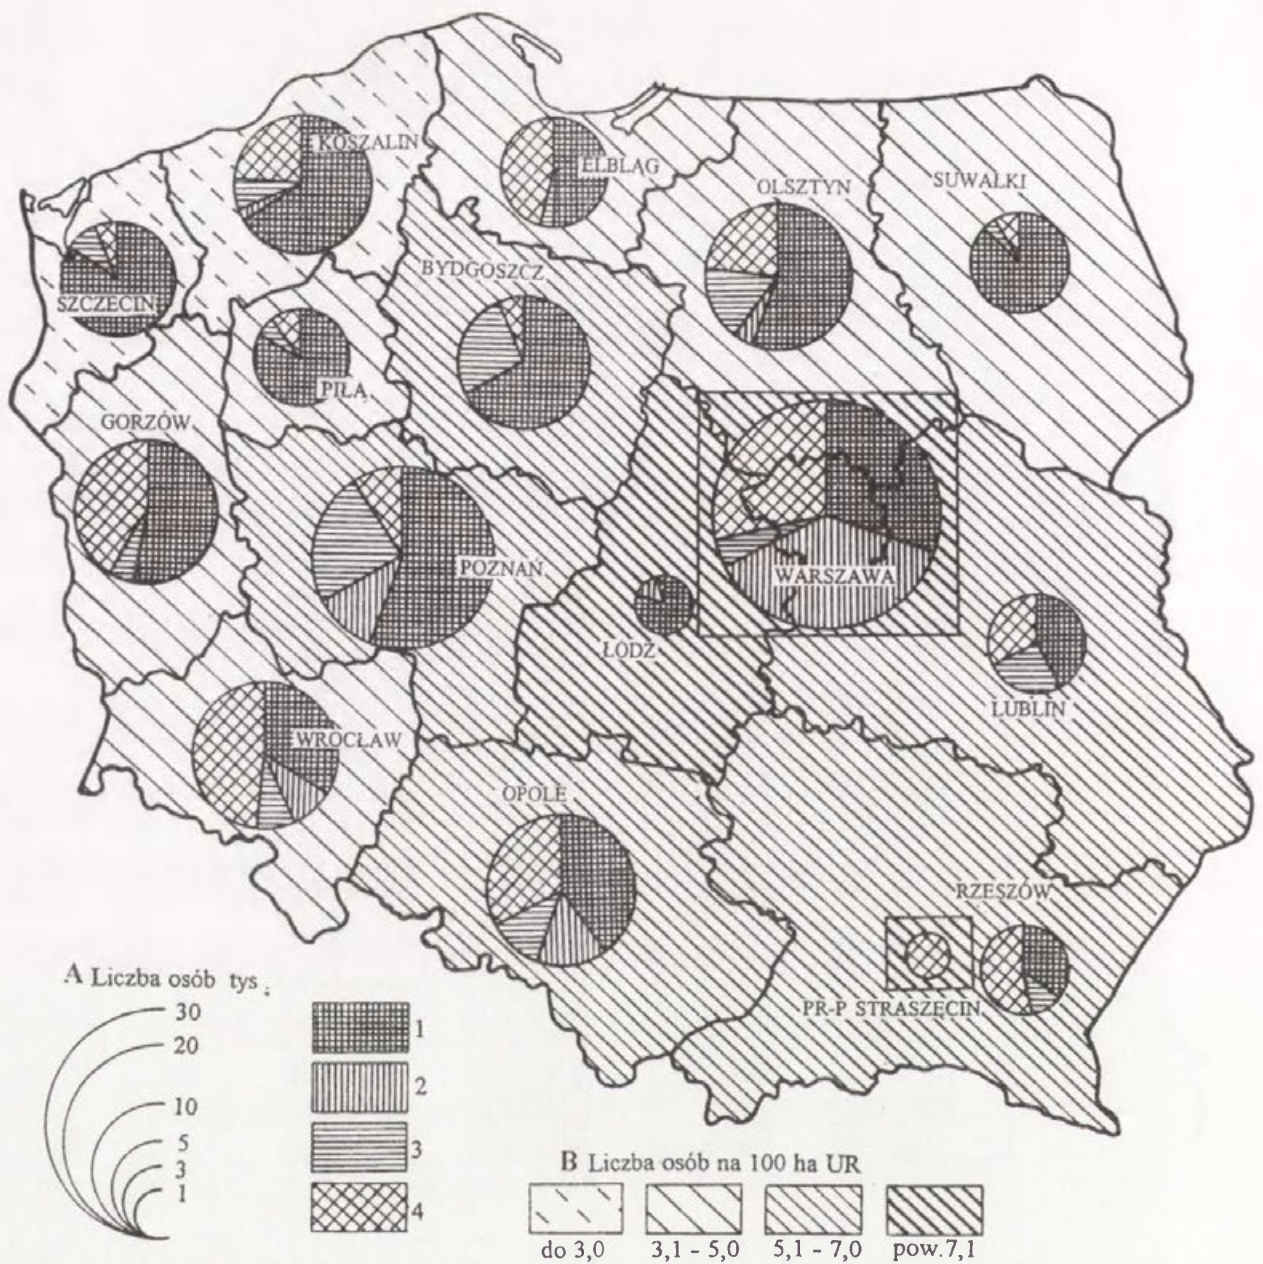 KOSZALIN
ELBLĄG
OLSZTYN
SUWAŁKI
BYDGOSZCZ
SZCZECIN
PIŁA
GORZÓW
POZNAŃ
WARSZAWA
ŁÓDŹ
LUBLIN
WROCŁAW
OPOLE
RZESZÓW
PR-P STRASZĘCIN
A Liczba osób tys.
30
20
10
5
3
1
1
2
3
4
B Liczba osób na 100 ha UR
do 3,0 3,1 - 5,0 5,1 - 7,0 pow.7,1